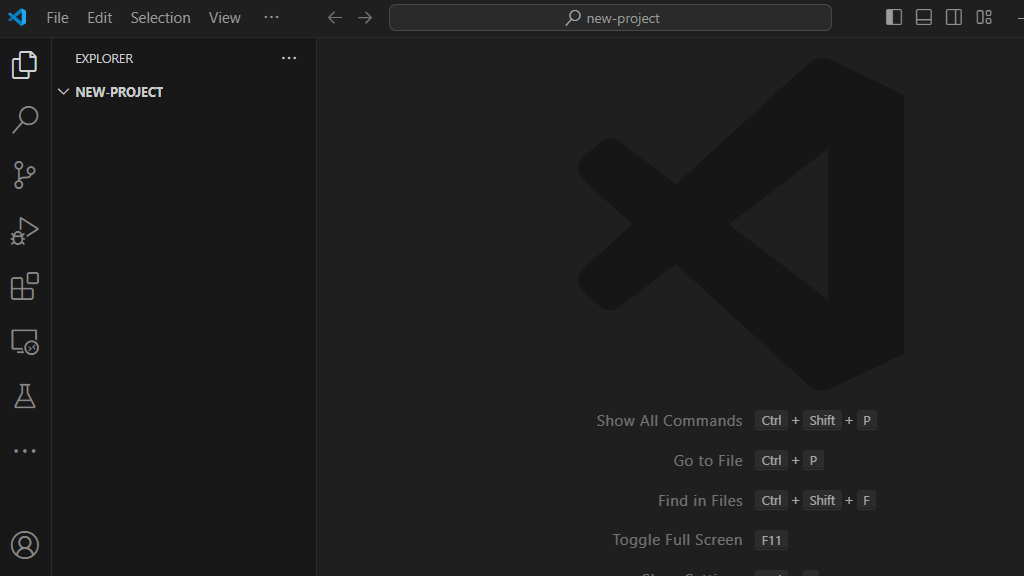 File Edit Selection View ···
new-project
EXPLORER ···
NEW-PROJECT
Show All Commands Ctrl + Shift + P
Go to File Ctrl + P
Find in Files Ctrl + Shift + F
Toggle Full Screen F11